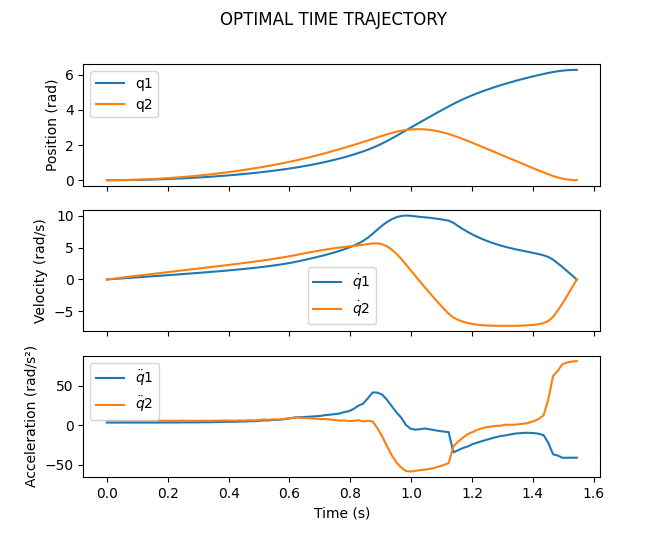 OPTIMAL TIME TRAJECTORY
Position (rad)
6
4
2
0
q1
q2
Velocity (rad/s)
10
5
0
−5
q̇1
q̇2
Acceleration (rad/s²)
50
0
−50
q̈1
q̈2
0.0 0.2 0.4 0.6 0.8 1.0 1.2 1.4 1.6
Time (s)